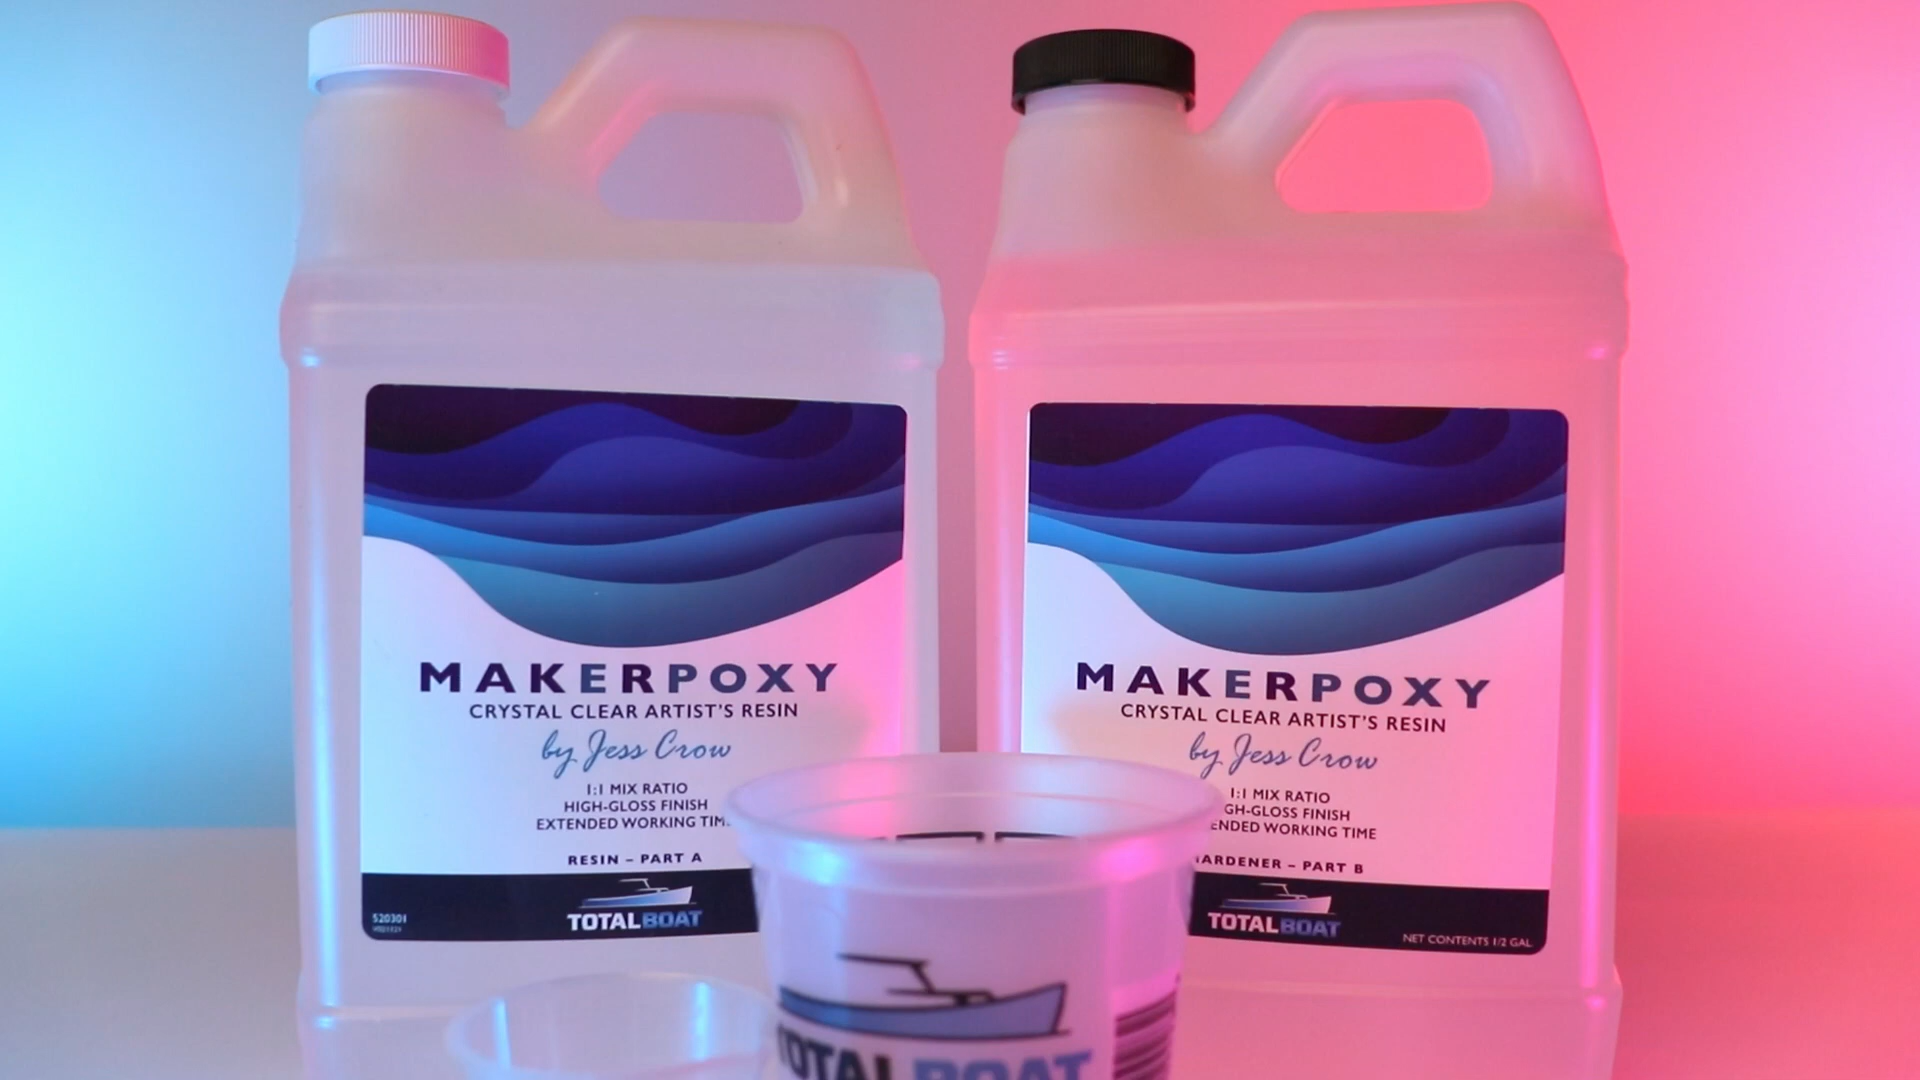 MAKERPOXY
CRYSTAL CLEAR ARTIST'S RESIN
by Jess Crow
1:1 MIX RATIO
HIGH-GLOSS FINISH
EXTENDED WORKING TIM
RESIN – PART A
520301
TOTALBOAT
MAKERPOXY
CRYSTAL CLEAR ARTIST'S RESIN
by Jess Crow
1:1 MIX RATIO
GH-GLOSS FINISH
ENDED WORKING TIME
ARDENER – PART B
TOTALBOAT
NET CONTENTS 1/2 GAL
TOTALBOAT